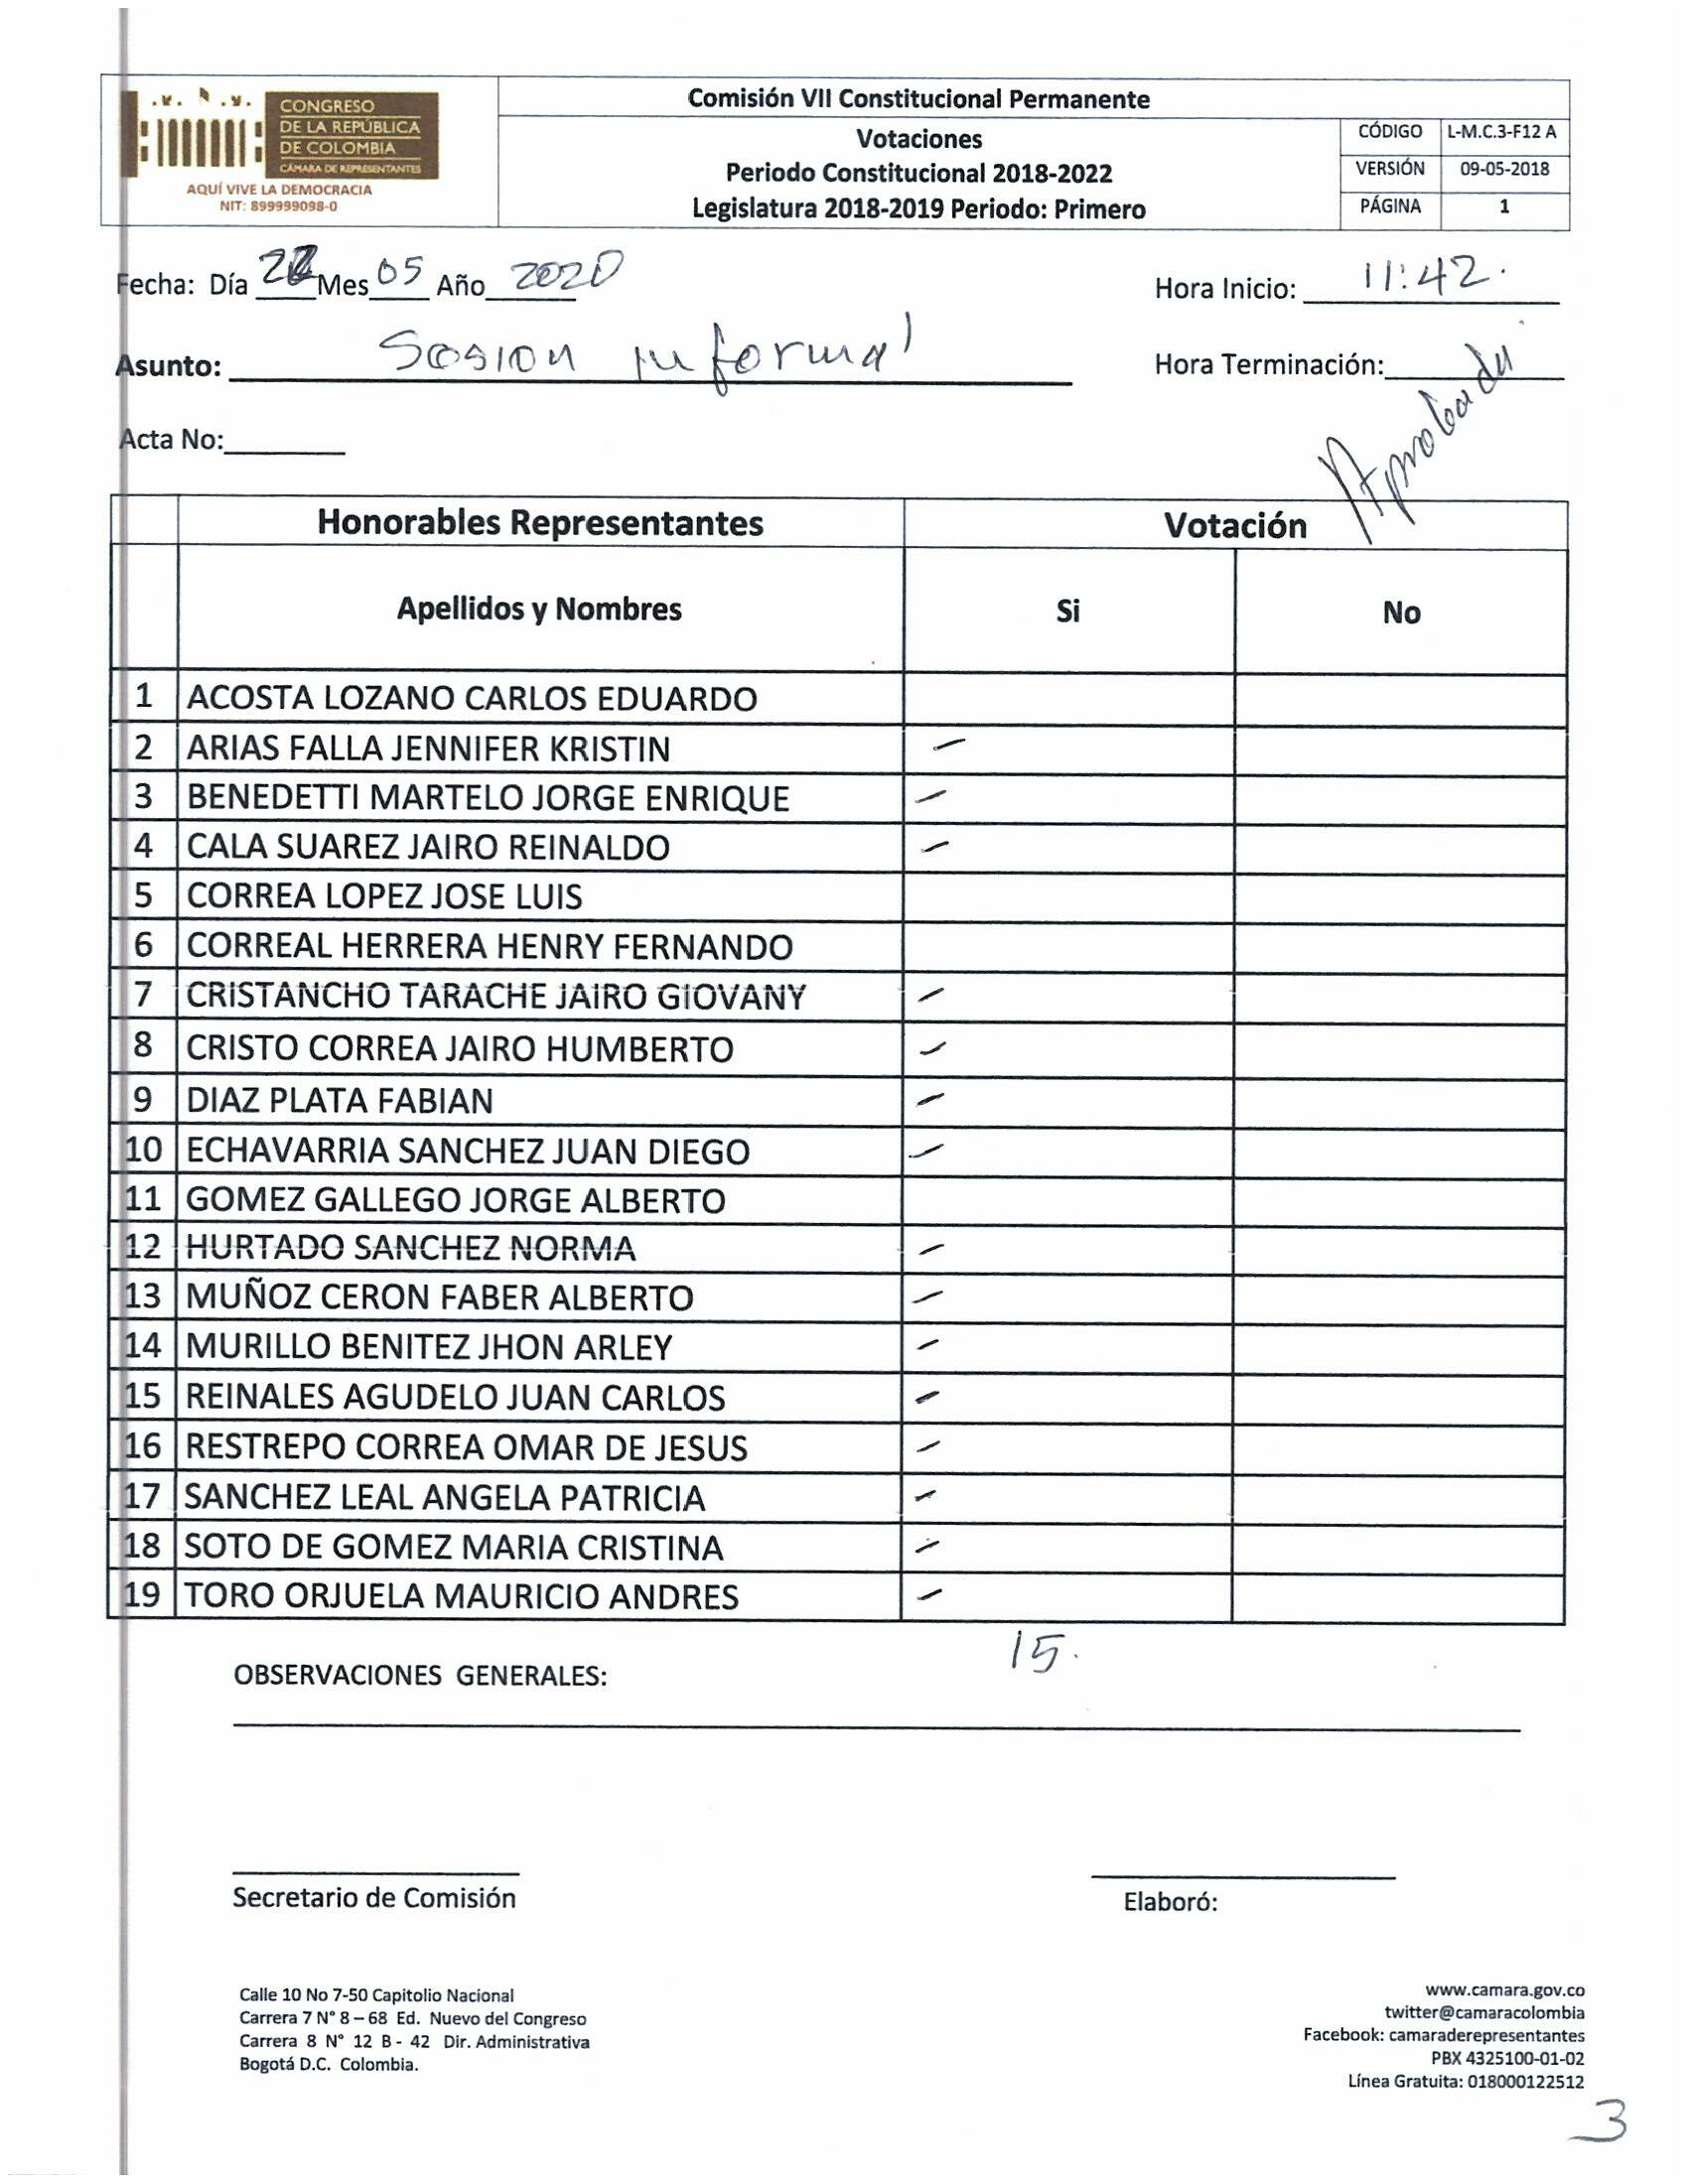 CONGRESO
DE LA REPÚBLICA
DE COLOMBIA
CÁMARA DE REPRESENTANTES
AQUÍ VIVE LA DEMOCRACIA
NIT: 899999098-0
Comisión VII Constitucional Permanente
Votaciones
Periodo Constitucional 2018-2022
Legislatura 2018-2019 Periodo: Primero
CÓDIGO L-M.C.3-F12 A
VERSIÓN 09-05-2018
PÁGINA 1
Fecha: Día Mes 05 Año 2020
Hora Inicio: 11:42.
Asunto: Sesion informal
Hora Terminación:
Aprobada
Acta No:
Honorables Representantes Votación
Apellidos y Nombres Si No
1 ACOSTA LOZANO CARLOS EDUARDO
2 ARIAS FALLA JENNIFER KRISTIN –
3 BENEDETTI MARTELO JORGE ENRIQUE –
4 CALA SUAREZ JAIRO REINALDO –
5 CORREA LOPEZ JOSE LUIS
6 CORREAL HERRERA HENRY FERNANDO
7 CRISTANCHO TARACHE JAIRO GIOVANY –
8 CRISTO CORREA JAIRO HUMBERTO –
9 DIAZ PLATA FABIAN –
10 ECHAVARRIA SANCHEZ JUAN DIEGO –
11 GOMEZ GALLEGO JORGE ALBERTO
12 HURTADO SANCHEZ NORMA –
13 MUÑOZ CERON FABER ALBERTO –
14 MURILLO BENITEZ JHON ARLEY –
15 REINALES AGUDELO JUAN CARLOS –
16 RESTREPO CORREA OMAR DE JESUS –
17 SANCHEZ LEAL ANGELA PATRICIA –
18 SOTO DE GOMEZ MARIA CRISTINA –
19 TORO ORJUELA MAURICIO ANDRES –
15.
OBSERVACIONES GENERALES:
Secretario de Comisión
Elaboró:
Calle 10 No 7-50 Capitolio Nacional
Carrera 7 N° 8 – 68 Ed. Nuevo del Congreso
Carrera 8 N° 12 B - 42 Dir. Administrativa
Bogotá D.C. Colombia.
www.camara.gov.co
twitter@camaracolombia
Facebook: camaraderepresentantes
PBX 4325100-01-02
Línea Gratuita: 018000122512
3